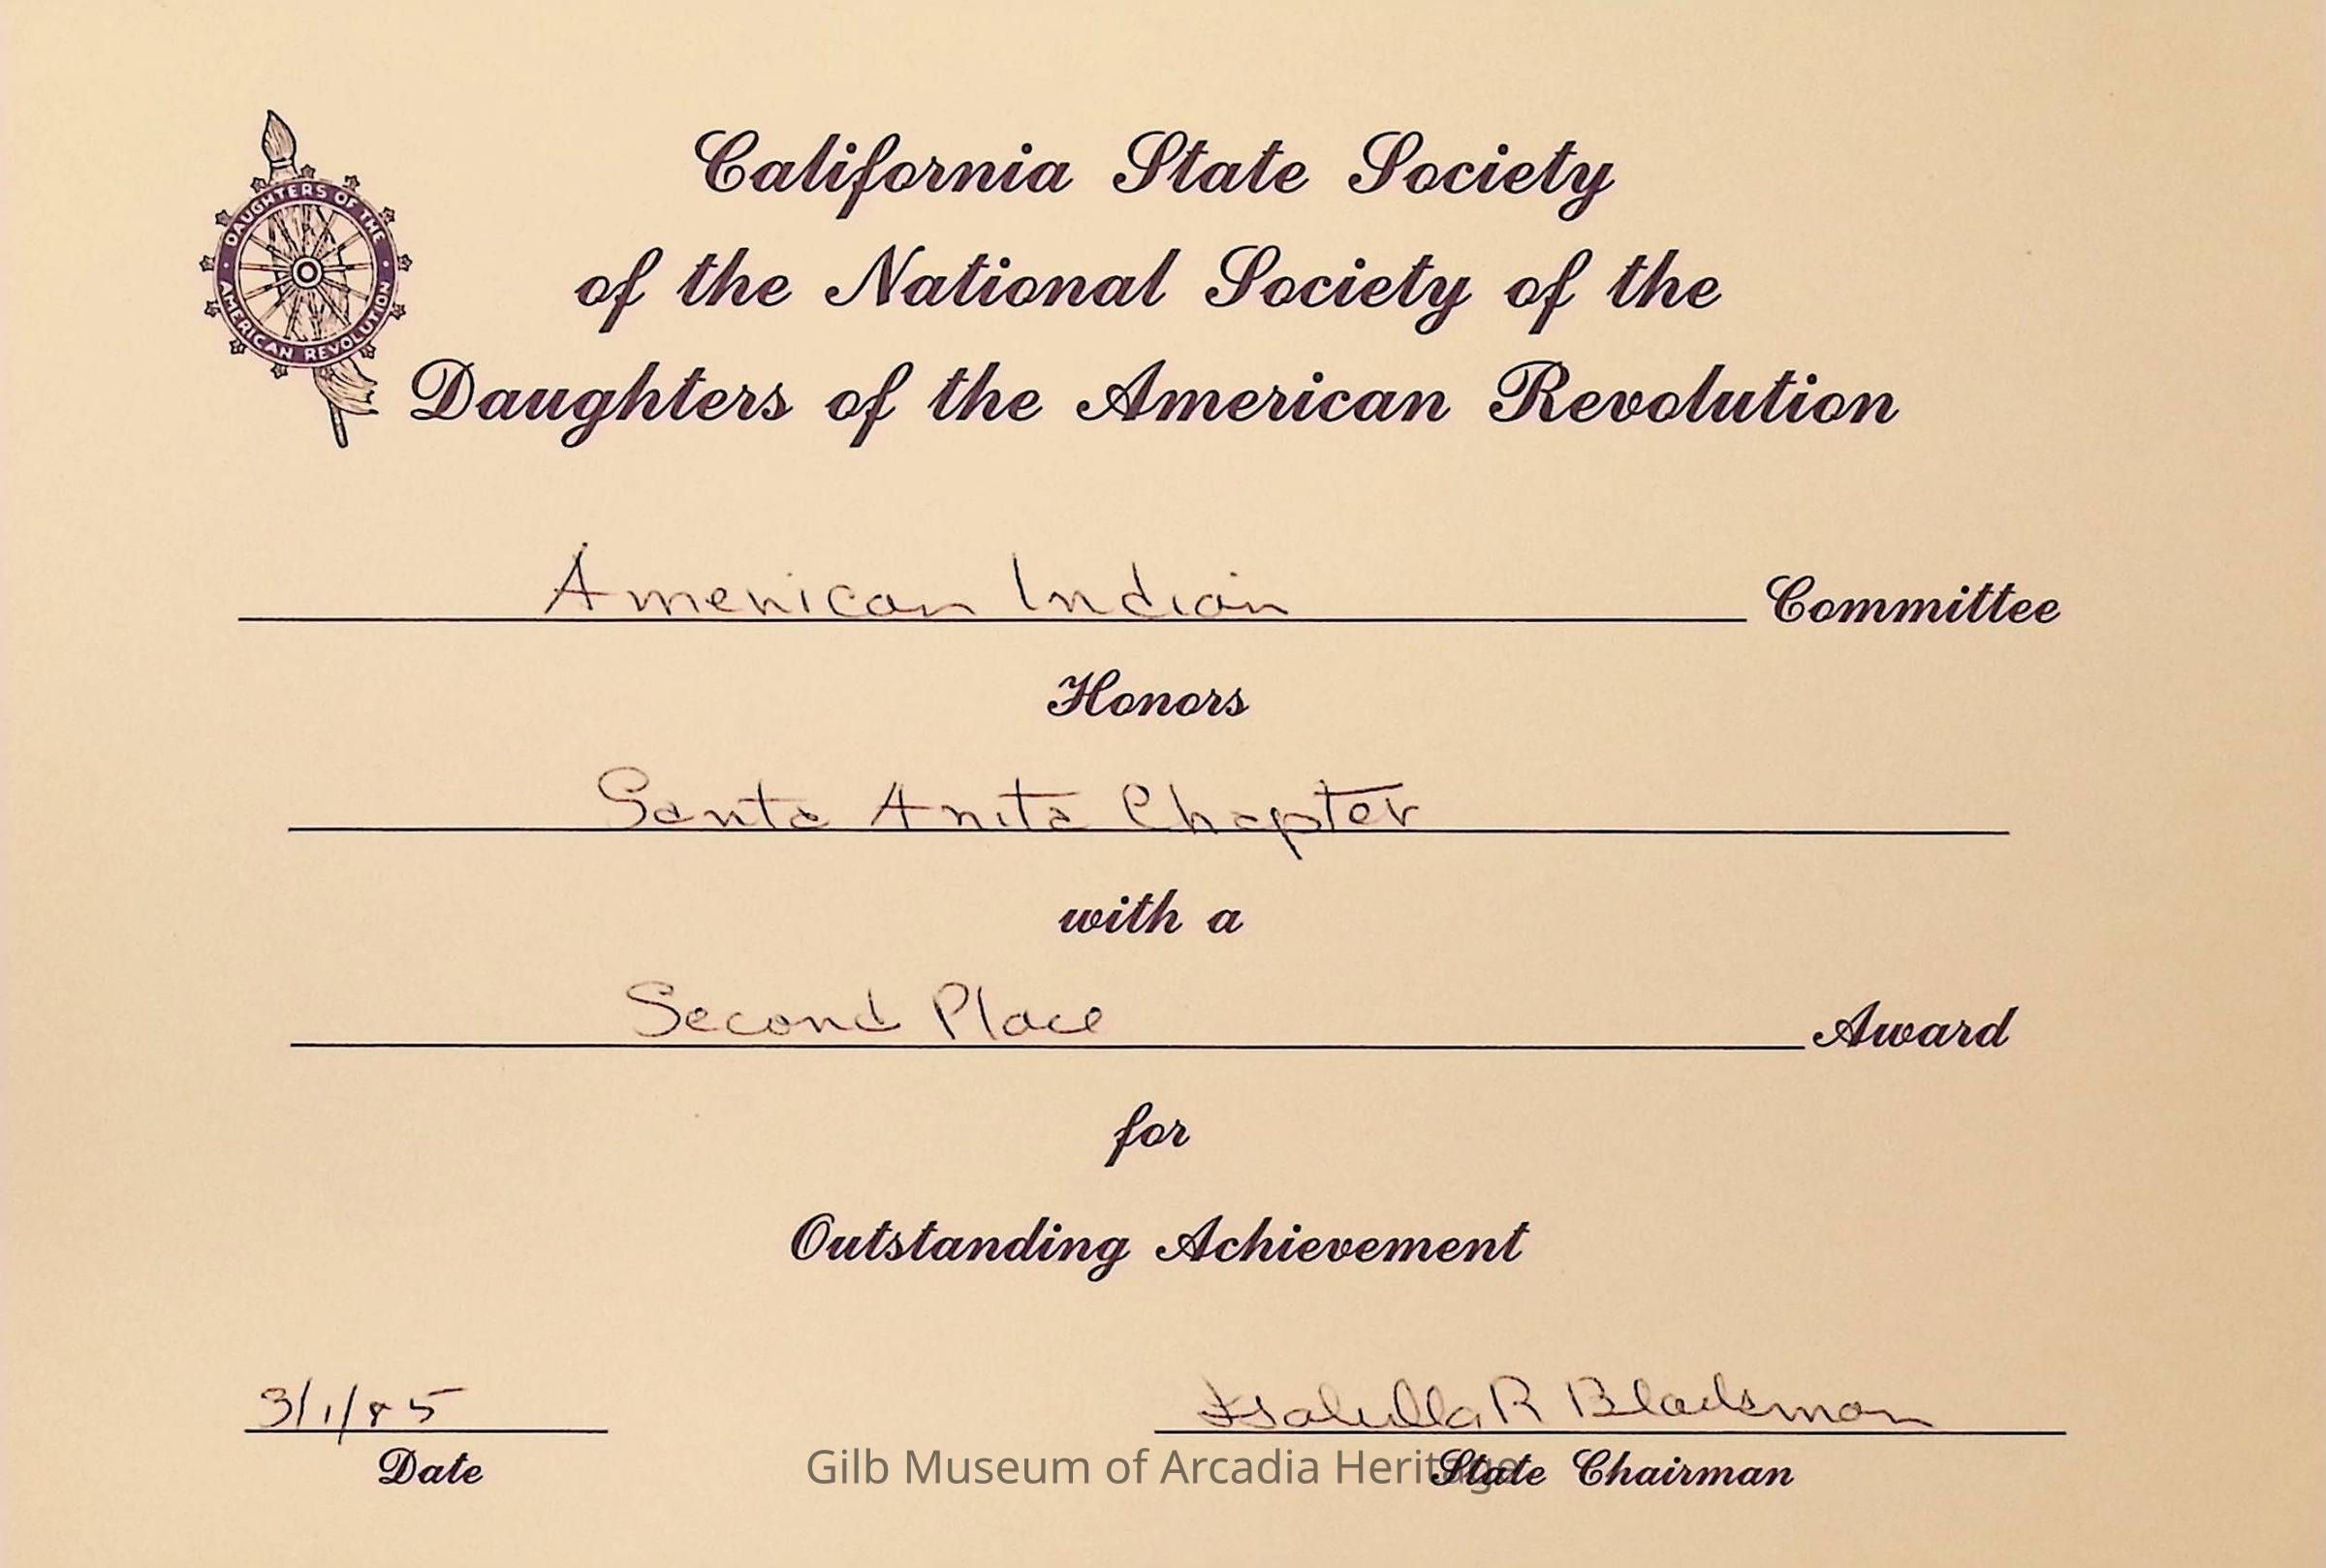 DAUGHTERS OF THE
AMERICAN REVOLUTION
California State Society
of the National Society of the
Daughters of the American Revolution
American Indian Committee
Honors
Santa Anita Chapter
with a
Second Place Award
for
Outstanding Achievement
3/1/85 Isabella R
Date State Chairman
Gilb Museum of Arcadia Heritage